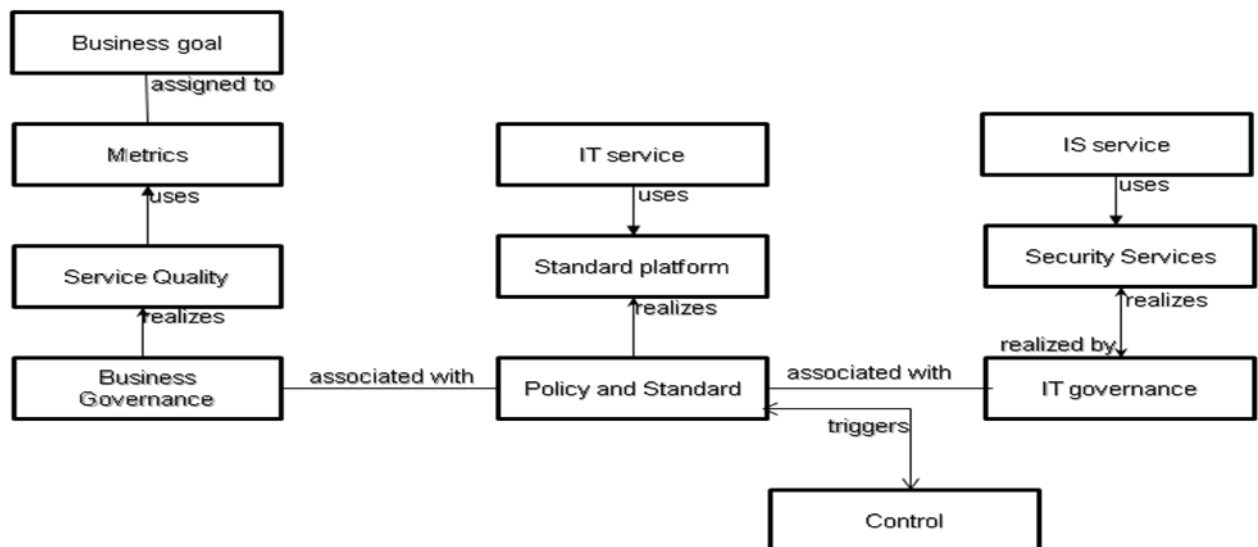 Business goal
assigned to
Metrics
IT service
IS service
uses
uses
uses
Service Quality
Standard platform
Security Services
realizes
realizes
realizes
realized by
Business
Governance
associated with
Policy and Standard
associated with
IT governance
triggers
Control